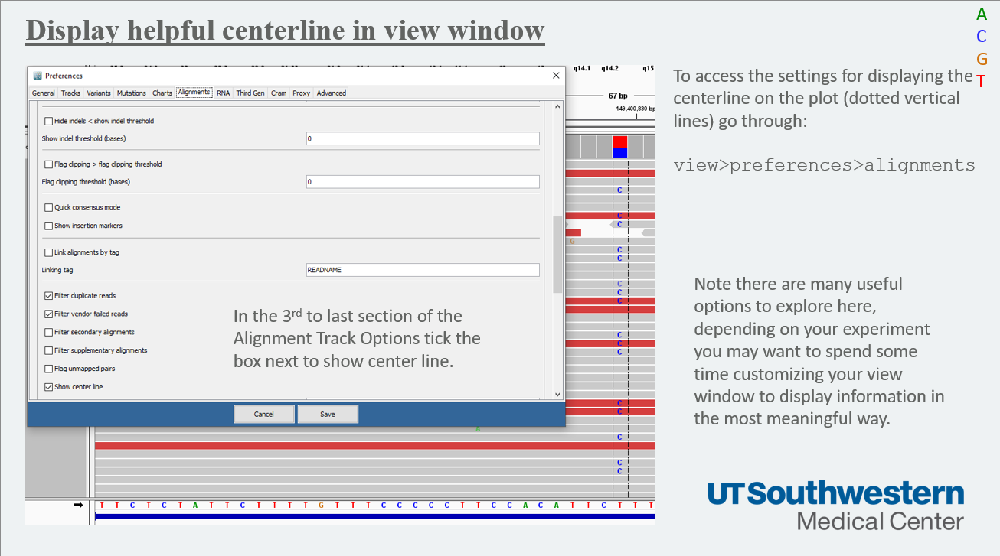 Display helpful centerline in view window
A
C
G
T
Preferences
General Tracks Variants Mutations Charts Alignments RNA Third Gen Cram Proxy Advanced
Hide indels < show indel threshold
Show indel threshold (bases) 0
Flag clipping > flag clipping threshold
Flag clipping threshold (bases) 0
Quick consensus mode
Show insertion markers
Link alignments by tag
Linking tag READNAME
Filter duplicate reads
Filter vendor failed reads
Filter secondary alignments
Filter supplementary alignments
Flag unmapped pairs
Show center line
Cancel Save
In the 3rd to last section of the
Alignment Track Options tick the
box next to show center line.
q14.1 q14.2 q15
67 bp
149,400,830 bp
C
C
C
G
C
C
C
C
C
C
C
C
C
C
A
C
C
C
T T C T C T A T T C T T T T G T T T C C C C C T T C C A C A T T C T T T
To access the settings for displaying the
centerline on the plot (dotted vertical
lines) go through:
view>preferences>alignments
Note there are many useful
options to explore here,
depending on your experiment
you may want to spend some
time customizing your view
window to display information in
the most meaningful way.
UTSouthwestern
Medical Center